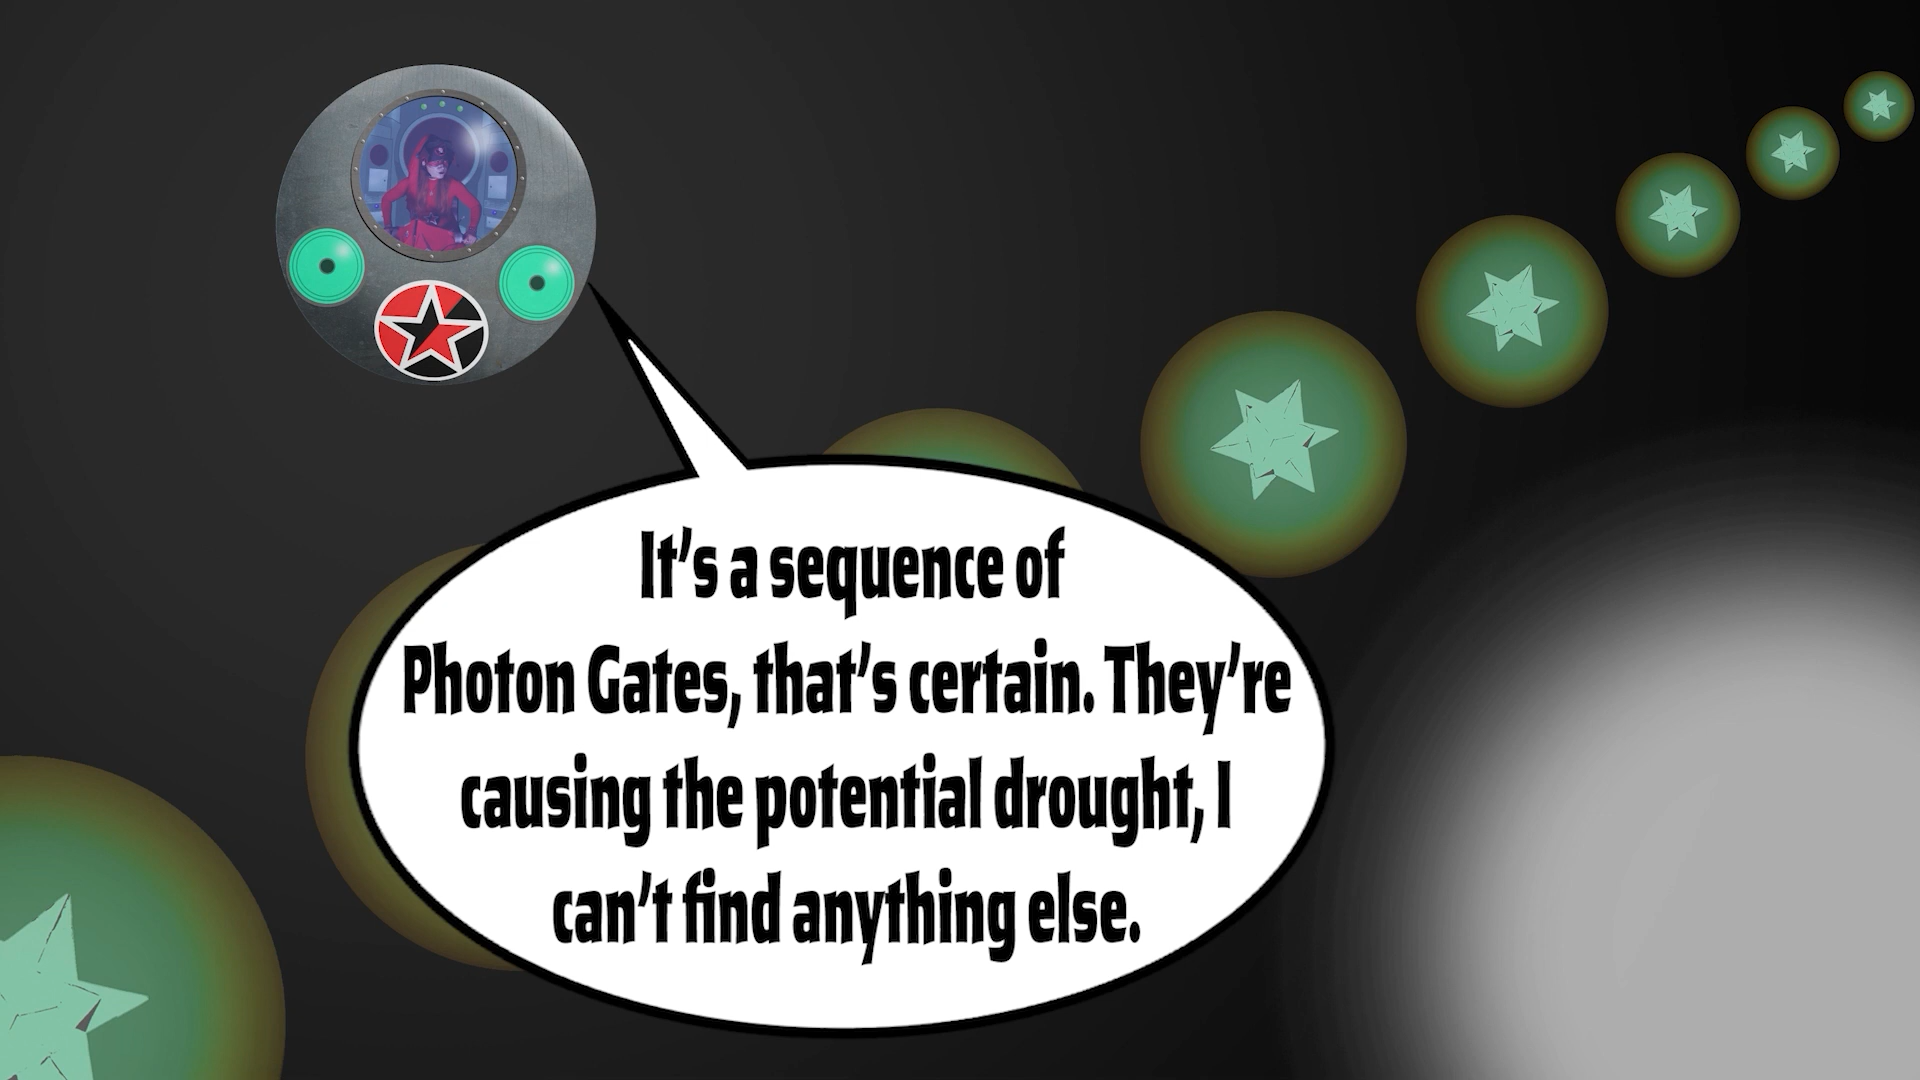 It’s a sequence of
Photon Gates, that’s certain. They’re
causing the potential drought, I
can’t find anything else.